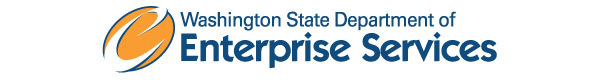 Washington State Department of
Enterprise Services